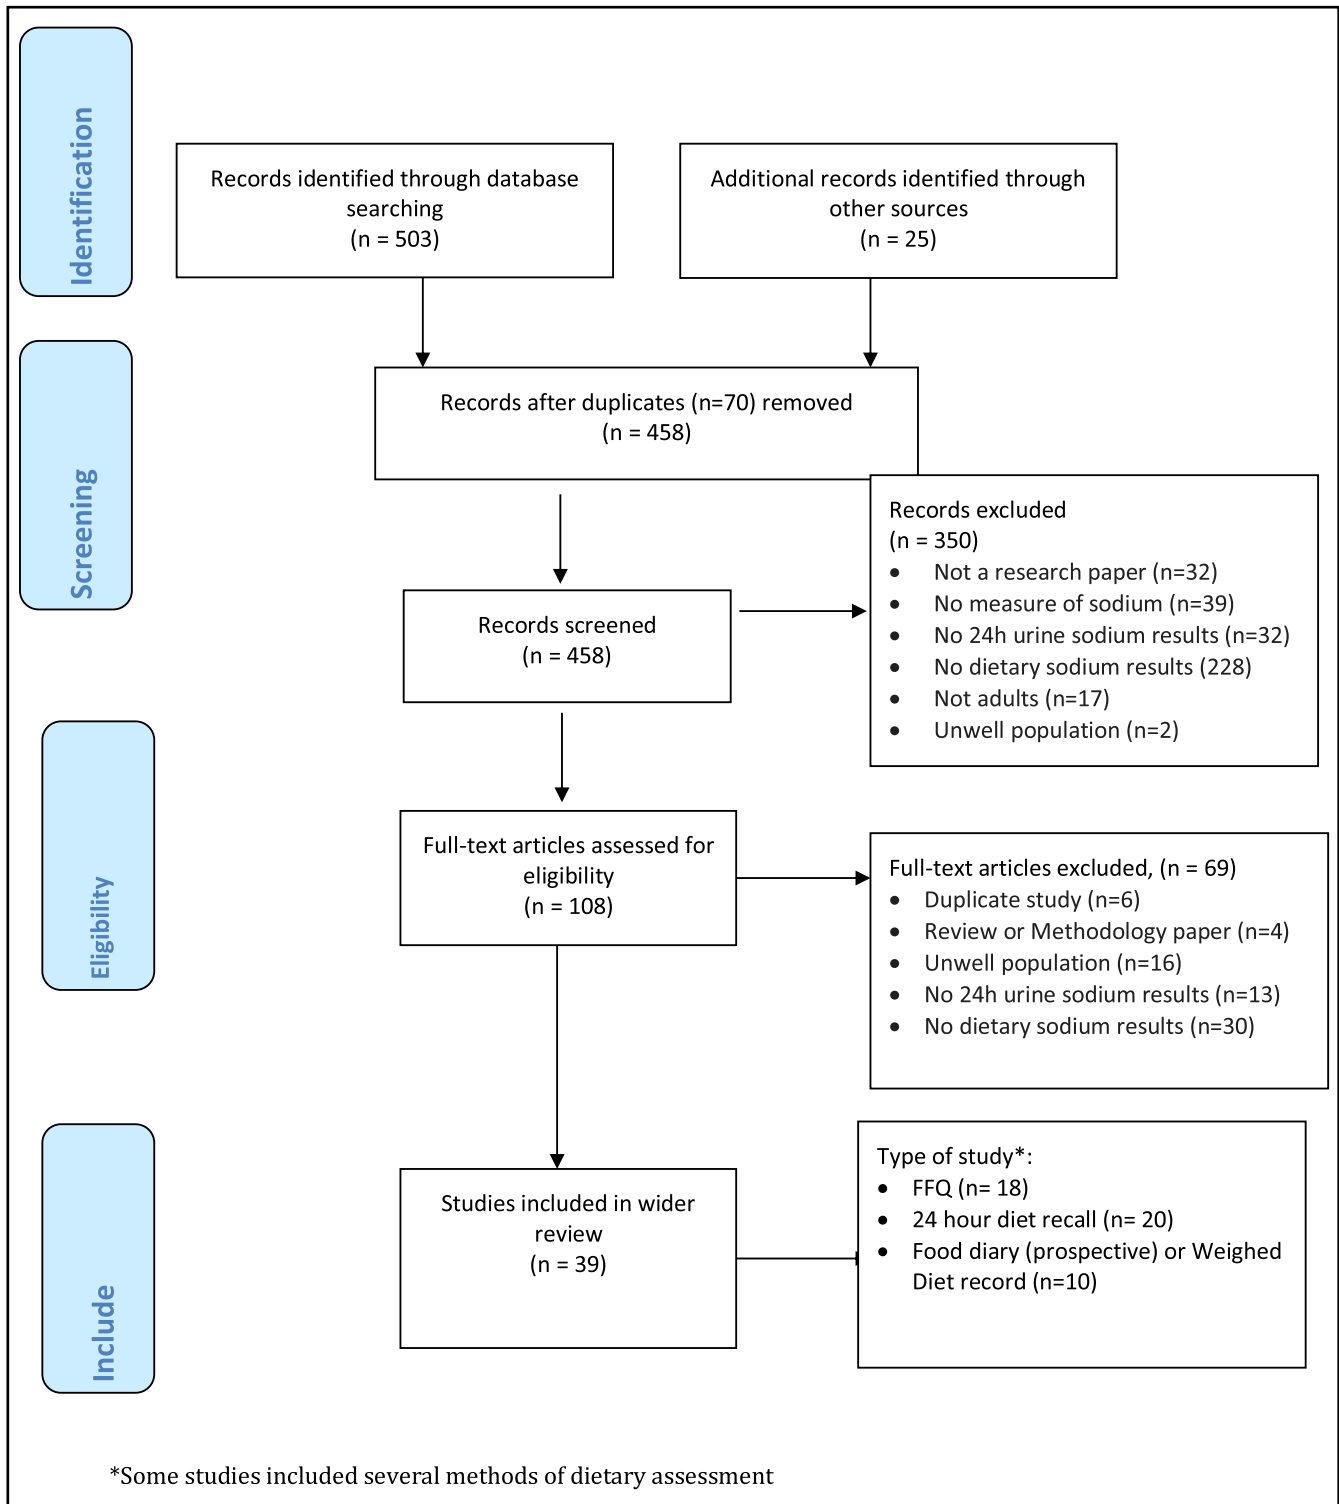 Identification
Records identified through database
searching
(n = 503)
Additional records identified through
other sources
(n = 25)
Screening
Records after duplicates (n=70) removed
(n = 458)
Records screened
(n = 458)
Records excluded
(n = 350)
● Not a research paper (n=32)
● No measure of sodium (n=39)
● No 24h urine sodium results (n=32)
● No dietary sodium results (228)
● Not adults (n=17)
● Unwell population (n=2)
Eligibility
Full-text articles assessed for
eligibility
(n = 108)
Full-text articles excluded, (n = 69)
● Duplicate study (n=6)
● Review or Methodology paper (n=4)
● Unwell population (n=16)
● No 24h urine sodium results (n=13)
● No dietary sodium results (n=30)
Include
Studies included in wider
review
(n = 39)
Type of study*:
● FFQ (n= 18)
● 24 hour diet recall (n= 20)
● Food diary (prospective) or Weighed
Diet record (n=10)
*Some studies included several methods of dietary assessment